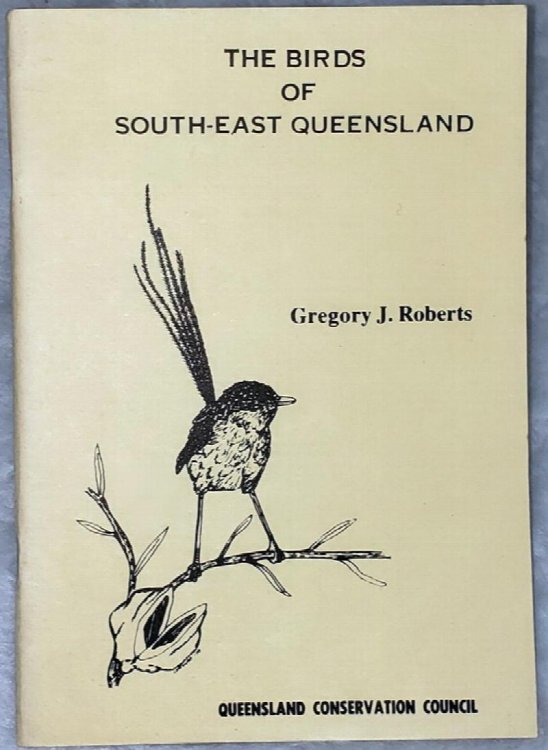 THE BIRDS
OF
SOUTH-EAST QUEENSLAND
Gregory J. Roberts
QUEENSLAND CONSERVATION COUNCIL